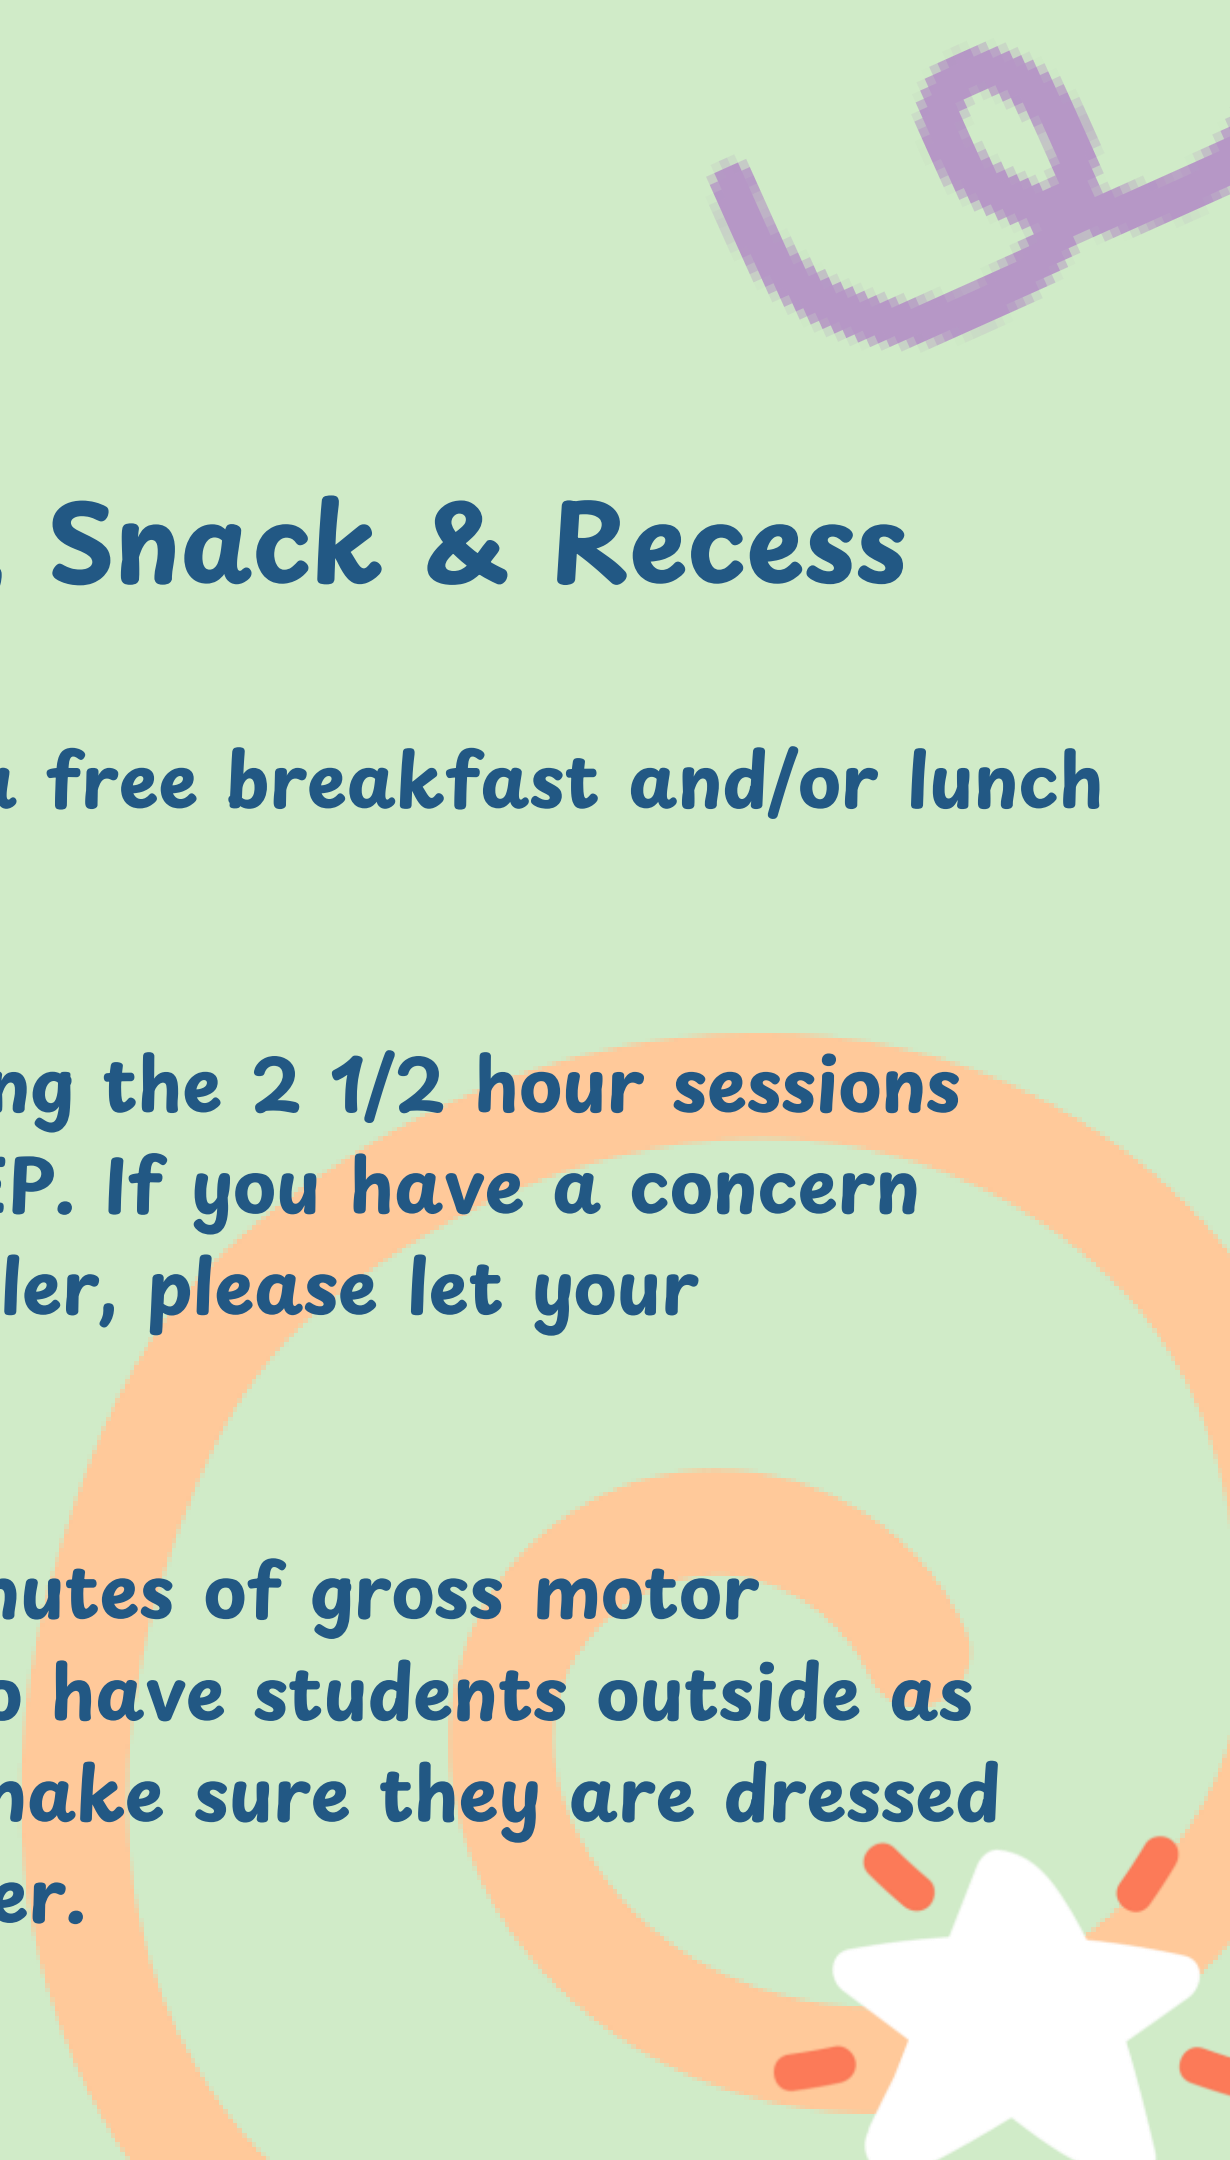 Snack & Recess
free breakfast and/or lunch
the 2 1/2 hour sessions
EP. If you have a concern
ler, please let your
nutes of gross motor
have students outside as
make sure they are dressed
er.